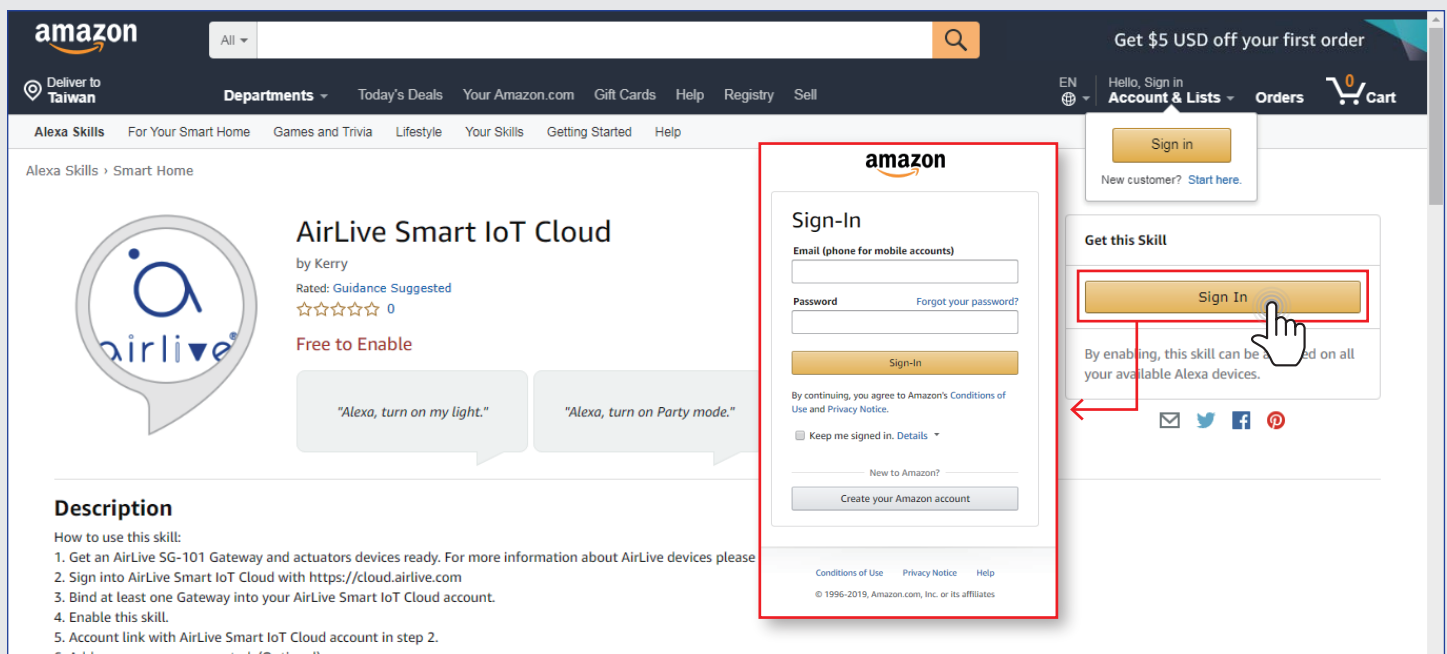 amazon
All
Get $5 USD off your first order
Deliver to
Taiwan
Departments
Today's Deals
Your Amazon.com
Gift Cards
Help
Registry
Sell
EN
Hello, Sign in
Account & Lists
Orders
0
Cart
Alexa Skills
For Your Smart Home
Games and Trivia
Lifestyle
Your Skills
Getting Started
Help
Sign in
New customer? Start here.
Alexa Skills › Smart Home
airlive®
AirLive Smart IoT Cloud
by Kerry
Rated: Guidance Suggested
0
Free to Enable
"Alexa, turn on my light."
"Alexa, turn on Party mode."
amazon
Sign-In
Email (phone for mobile accounts)
Password
Forgot your password?
Sign-In
By continuing, you agree to Amazon's Conditions of
Use and Privacy Notice.
Keep me signed in. Details
New to Amazon?
Create your Amazon account
Conditions of Use
Privacy Notice
Help
© 1996-2019, Amazon.com, Inc. or its affiliates
Get this Skill
Sign In
By enabling, this skill can be on all
your available Alexa devices.
Description
How to use this skill:
1. Get an AirLive SG-101 Gateway and actuators devices ready. For more information about AirLive devices please
2. Sign into AirLive Smart IoT Cloud with https://cloud.airlive.com
3. Bind at least one Gateway into your AirLive Smart IoT Cloud account.
4. Enable this skill.
5. Account link with AirLive Smart IoT Cloud account in step 2.